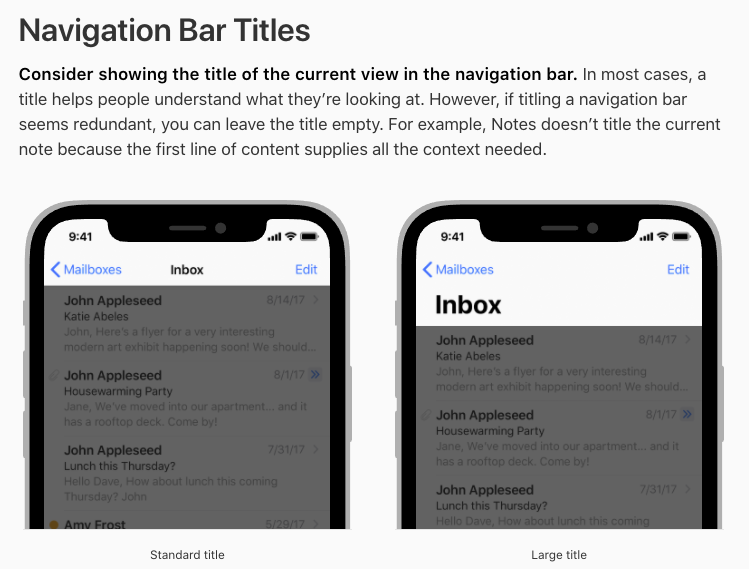 Navigation Bar Titles
Consider showing the title of the current view in the navigation bar. In most cases, a
title helps people understand what they’re looking at. However, if titling a navigation bar
seems redundant, you can leave the title empty. For example, Notes doesn’t title the current
note because the first line of content supplies all the context needed.
9:41
Mailboxes Inbox Edit
John Appleseed 8/14/17
Katie Abeles
John, Here's a flyer for a very interesting
modern art exhibit happening soon! We should...
John Appleseed 8/1/17
Housewarming Party
Jane, We've moved into our apartment... and it
has a rooftop deck. Come by!
John Appleseed 7/31/17
Lunch this Thursday?
Hello Dave, How about lunch this coming
Thursday? John
Amy Frost 5/29/17
Standard title
9:41
Mailboxes Edit
Inbox
John Appleseed 8/14/17
Katie Abeles
John, Here's a flyer for a very interesting
modern art exhibit happening soon! We should...
John Appleseed 8/1/17
Housewarming Party
Jane, We've moved into our apartment... and it
has a rooftop deck. Come by!
John Appleseed 7/31/17
Lunch this Thursday?
Hello Dave, How about lunch this coming
Large title